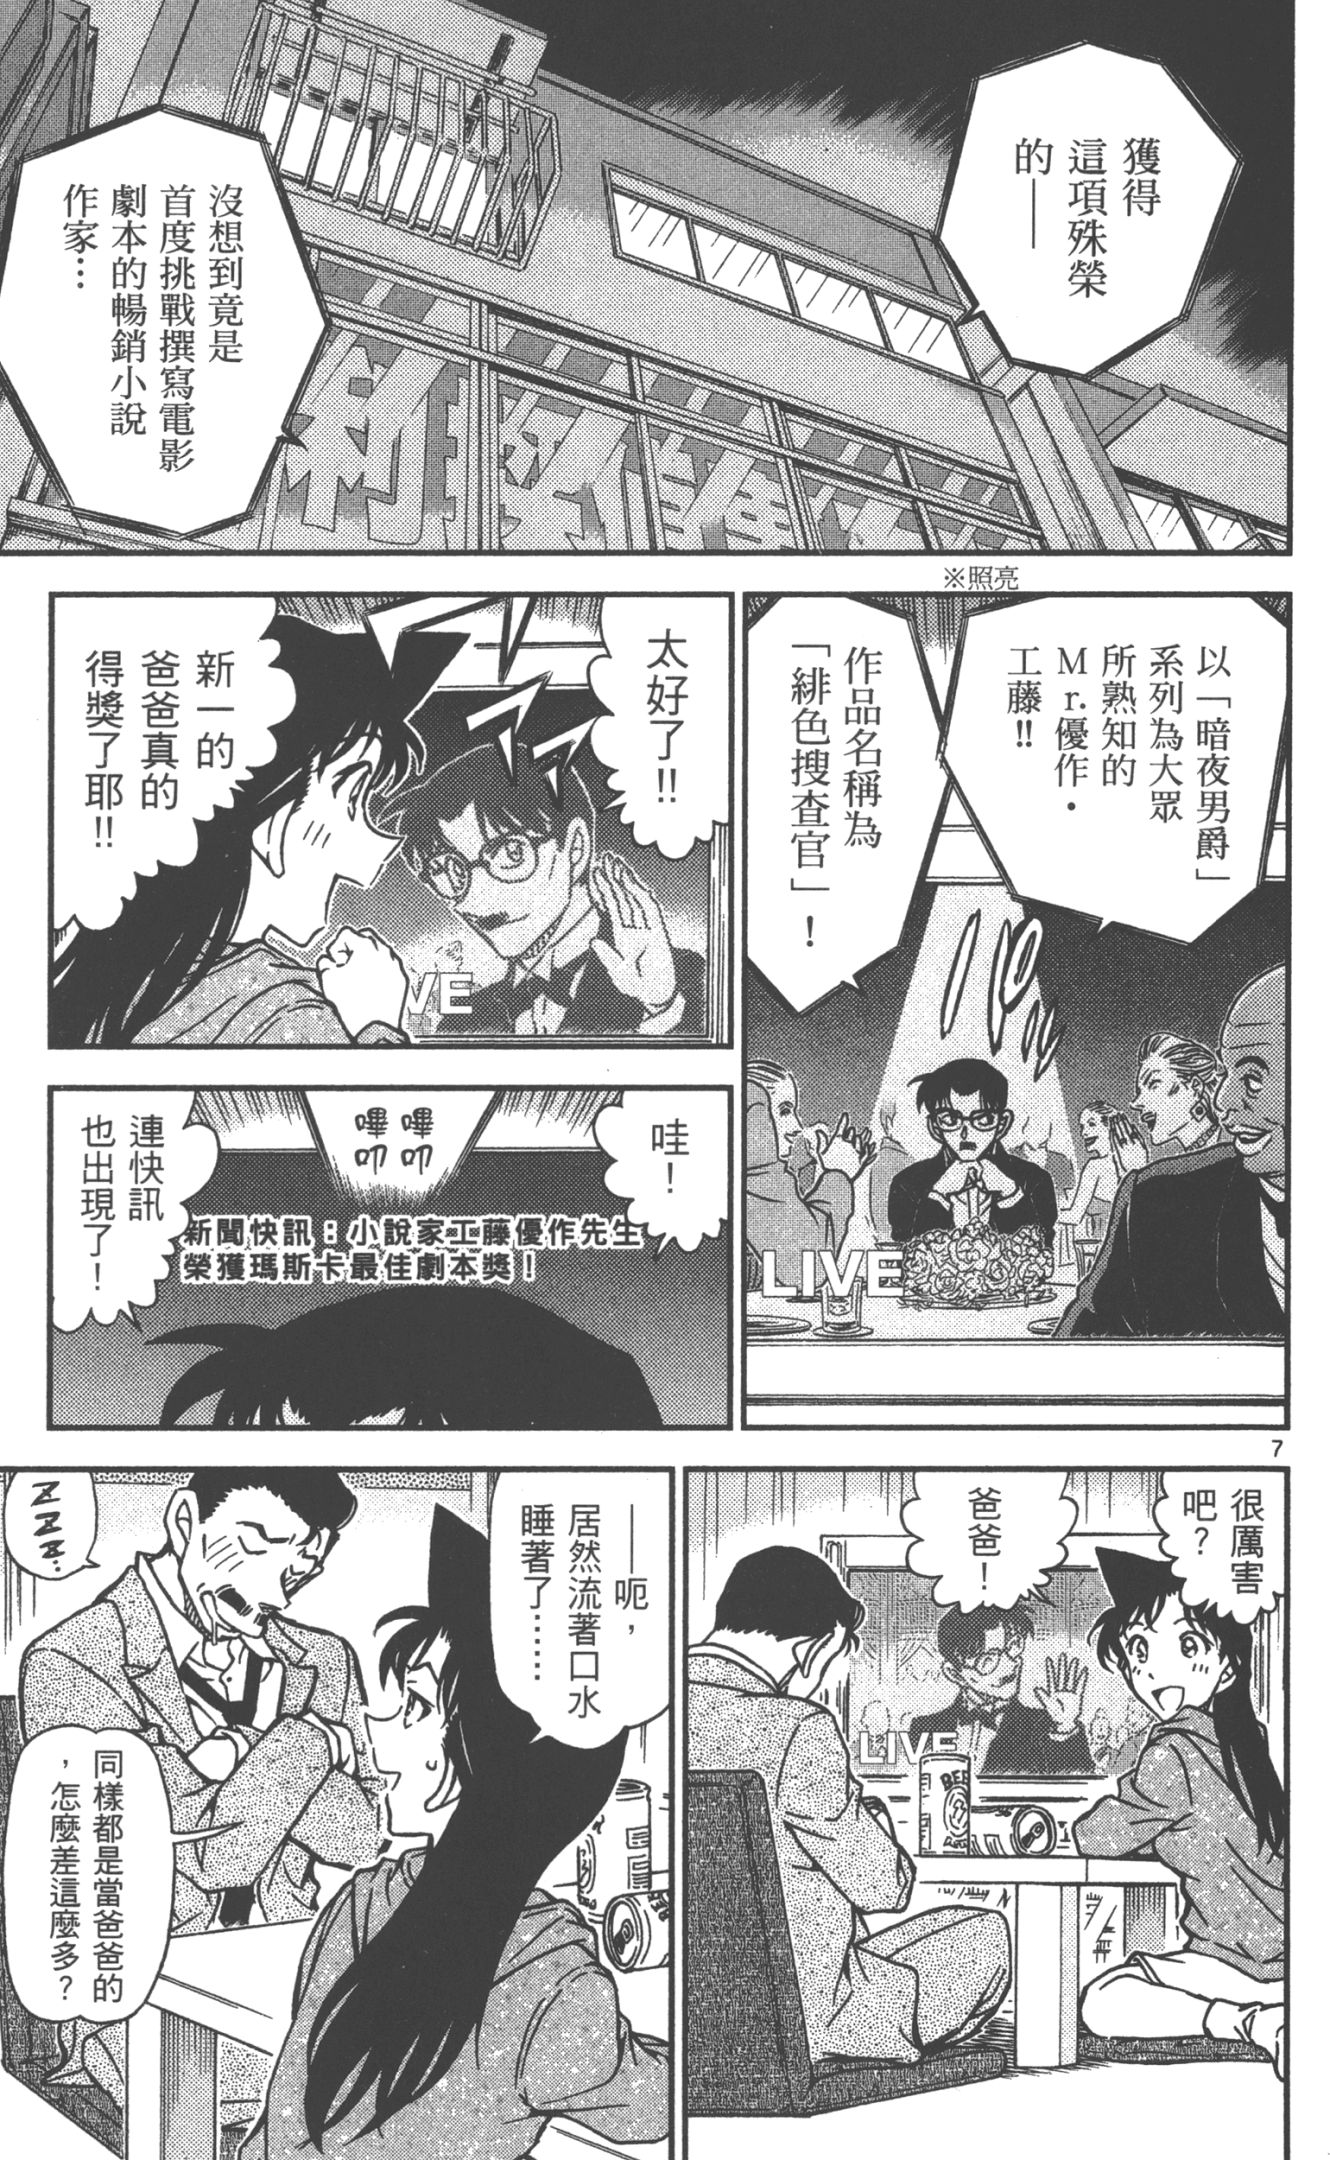 獲得
這項殊榮
的——
沒想到竟是
首度挑戰撰寫電影
劇本的暢銷小說
作家…
※照亮
以「暗夜男爵」
系列為大眾
所熟知的
Mr.優作・
工藤!!
作品名稱為
「緋色搜查官」！
LIVE
太好了!!
新一的
爸爸真的
得獎了耶!!
LIVE
嗶叩
嗶叩
哇！
新聞快訊：小說家工藤優作先生
榮獲瑪斯卡最佳劇本獎！
連快訊
也出現了！
7
很厲害
吧？
爸爸！
LIVE
——呃，
居然流著口水
睡著了……
ZZZ…
同樣都是當爸爸的
，怎麼差這麼多？